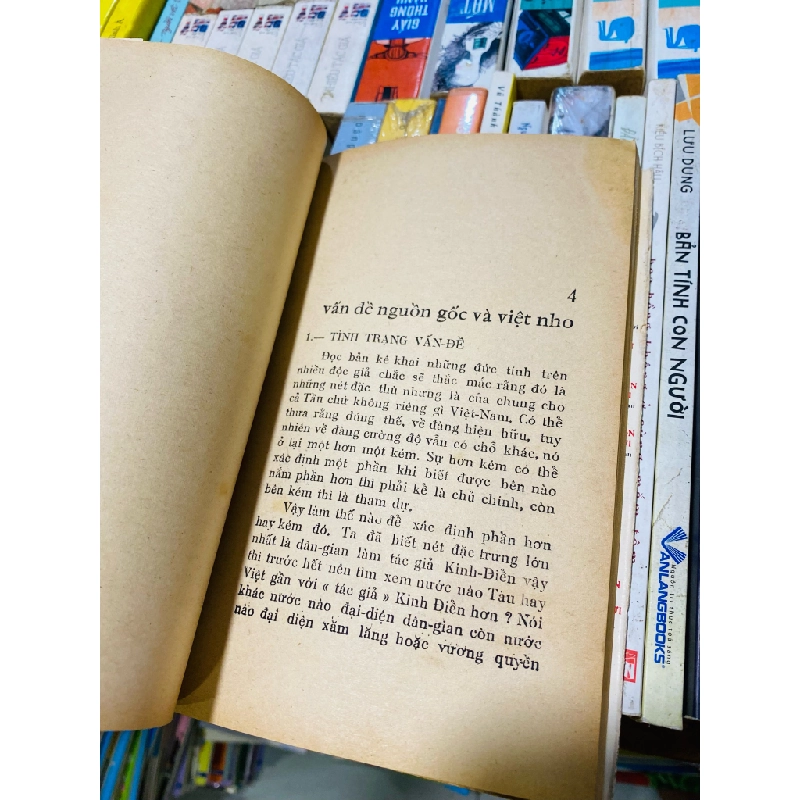 GIÀY THÔNG
MẬT
4
vấn đề nguồn gốc và việt nho
1.— TÌNH TRẠNG VẤN-ĐỀ
Đọc bản kê khai những đức tính trên
nhiều độc giả chắc sẽ thắc mắc rằng đó là
những nét đặc thù nhưng là của chung cho
cả Tàu chứ không riêng gì Việt-Nam. Có thể
thưa rằng đúng thế, về đàng hiện hữu, tuy
nhiên về đàng cường độ vẫn có chỗ khác, nó
ở tại một hơn một kém. Sự hơn kém có thể
xác định một phần khi biết được bên nào
nắm phần hơn thì phải kể là chủ chính, còn
bên kém thì là tham dự.
Vậy làm thế nào để xác định phần hơn
hay kém đó. Ta đã biết nét đặc trưng lớn
nhất là dân-gian làm tác giả Kinh-Điển vậy
thì trước hết nên tìm xem nước nào Tàu hay
Việt gần với « tác giả » Kinh Điển hơn ? Nói
khác nước nào đại-diện dân-gian còn nước
nào đại diện xâm lăng hoặc vương quyền
KIỀU BÍCH HẬU
LƯU DUNG
BẢN TÍNH CON NGƯỜI
VANLANGBOOKS